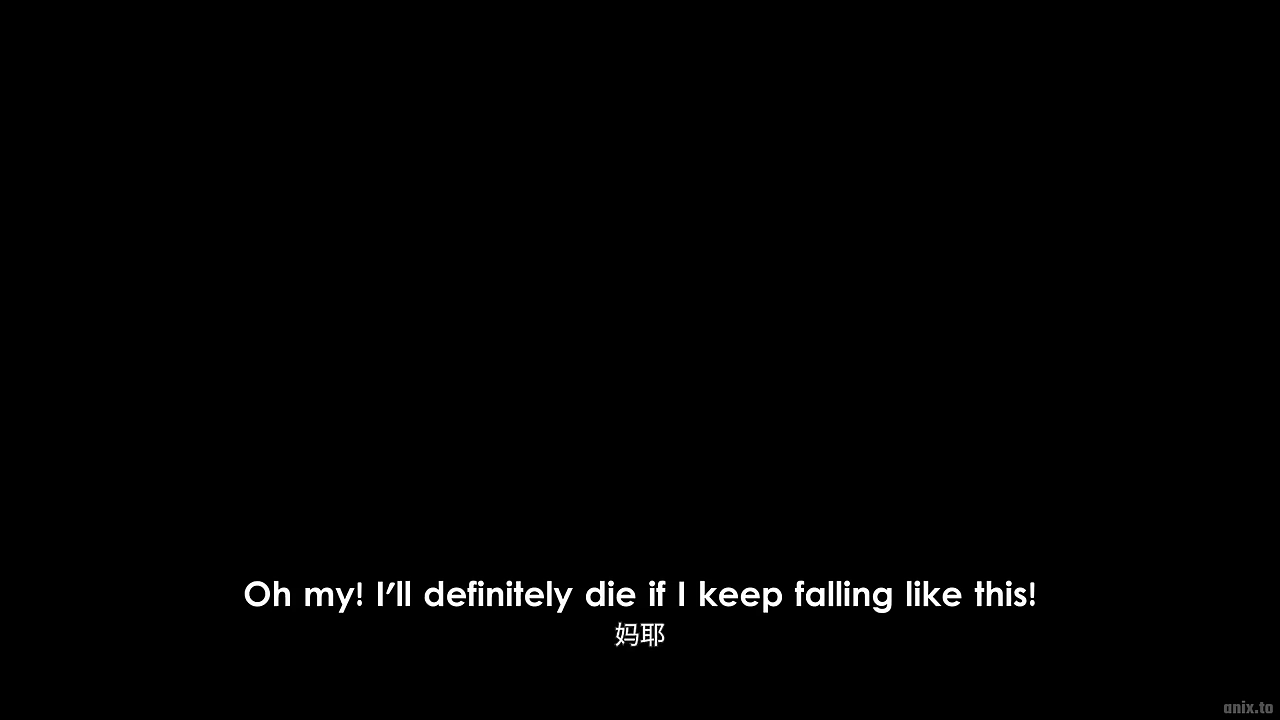 Oh my! I'll definitely die if I keep falling like this!
妈耶
anix.to